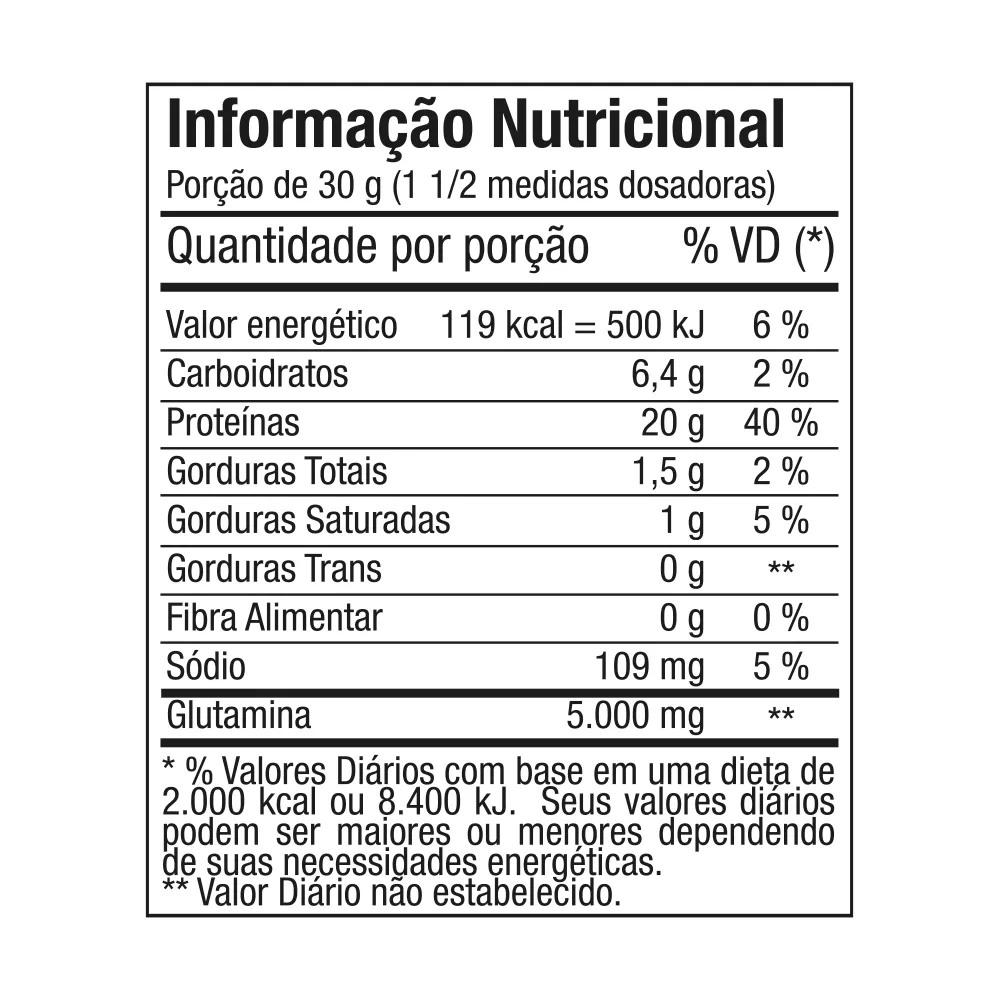 Informação Nutricional
Porção de 30 g (1 1/2 medidas dosadoras)
Quantidade por porção % VD (*)
Valor energético 119 kcal = 500 kJ 6 %
Carboidratos 6,4 g 2 %
Proteínas 20 g 40 %
Gorduras Totais 1,5 g 2 %
Gorduras Saturadas 1 g 5 %
Gorduras Trans 0 g **
Fibra Alimentar 0 g 0 %
Sódio 109 mg 5 %
Glutamina 5.000 mg **
* % Valores Diários com base em uma dieta de
2.000 kcal ou 8.400 kJ. Seus valores diários
podem ser maiores ou menores dependendo
de suas necessidades energéticas.
** Valor Diário não estabelecido.